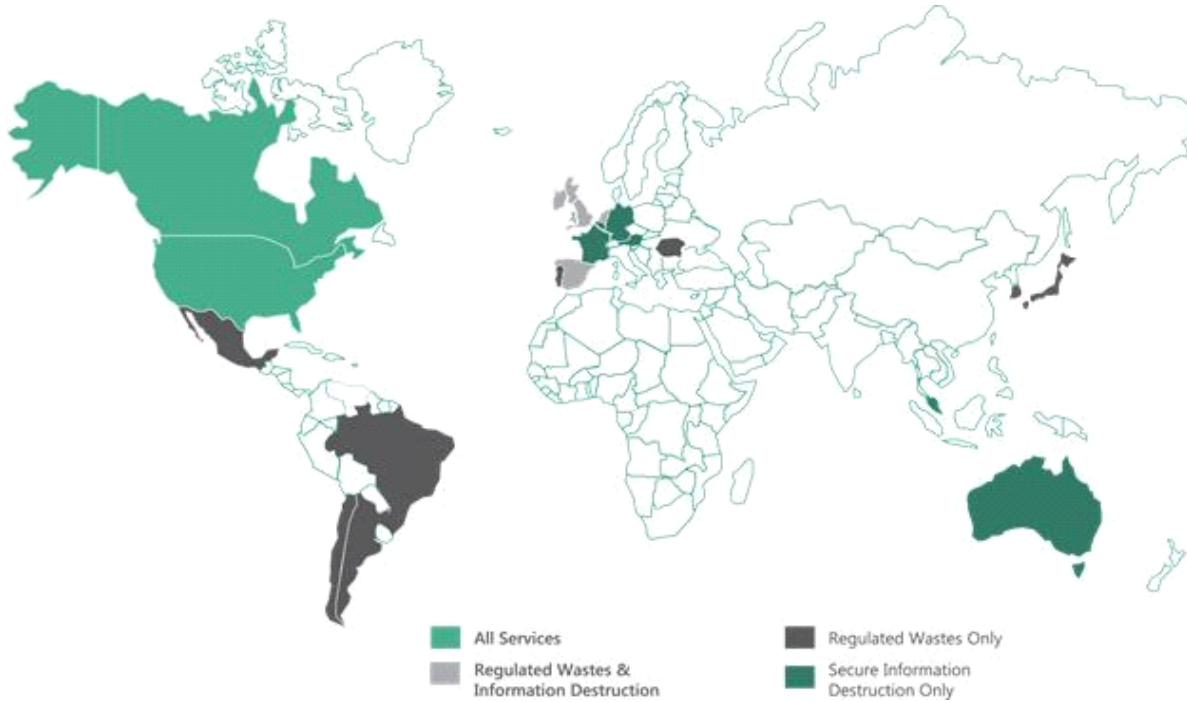 All Services
Regulated Wastes &
Information Destruction
Regulated Wastes Only
Secure Information
Destruction Only